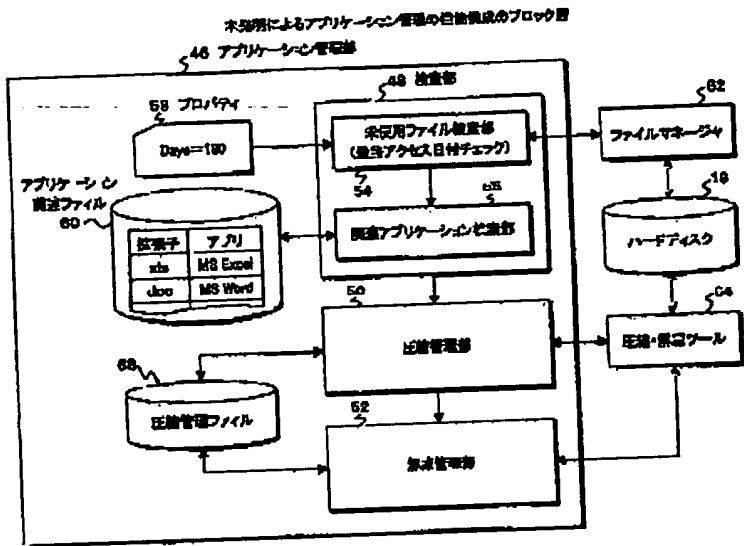 本発明によるアプリケーション管理の機能構成のブロック図
46 アプリケーション管理部
48 検査部
58 プロパティ
Days=180
未使用ファイル検査部
(最終アクセス日付チェック)
54
62
ファイルマネージャ
アプリケーション
関連ファイル
60
拡張子 アプリ
xls MS Excel
doc MS Word
関連アプリケーション検査部
18
ハードディスク
50
圧縮管理部
64
圧縮・解凍ツール
68
圧縮管理ファイル
52
解凍管理部